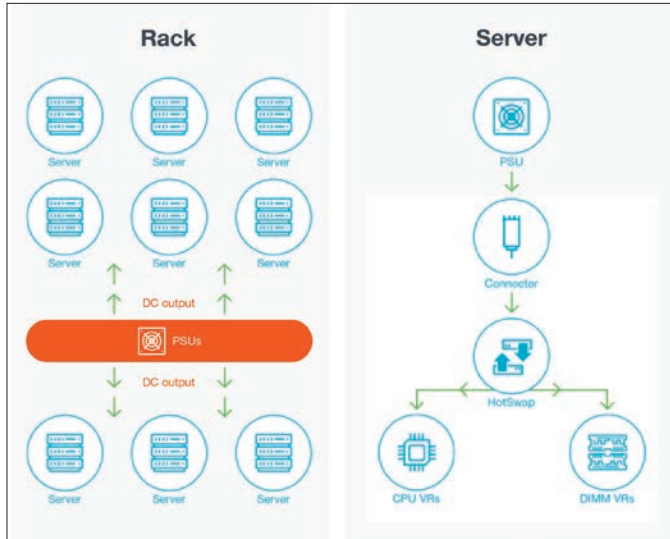 Rack
Server Server Server
Server Server Server
DC output
PSUs
DC output
Server Server Server
Server
PSU
Connector
HotSwap
CPU VRs DIMM VRs